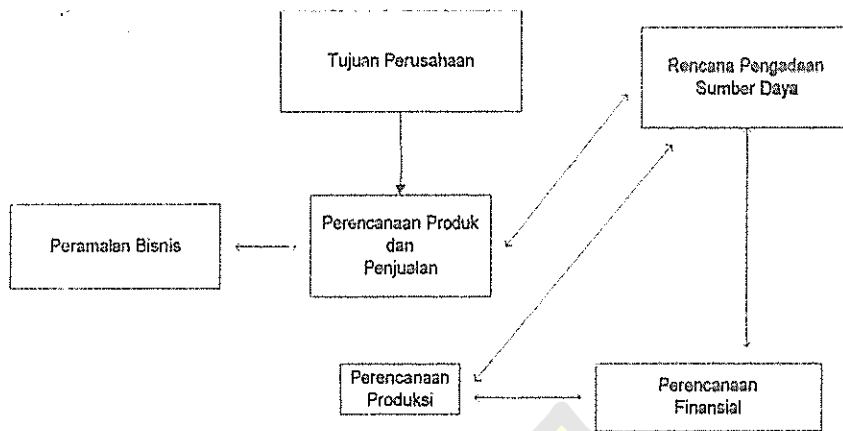 Tujuan Perusahaan
Rencana Pengadaan
Sumber Daya
Peramalan Bisnis
Perencanaan Produk
dan
Penjualan
Perencanaan
Produksi
Perencanaan
Finansial